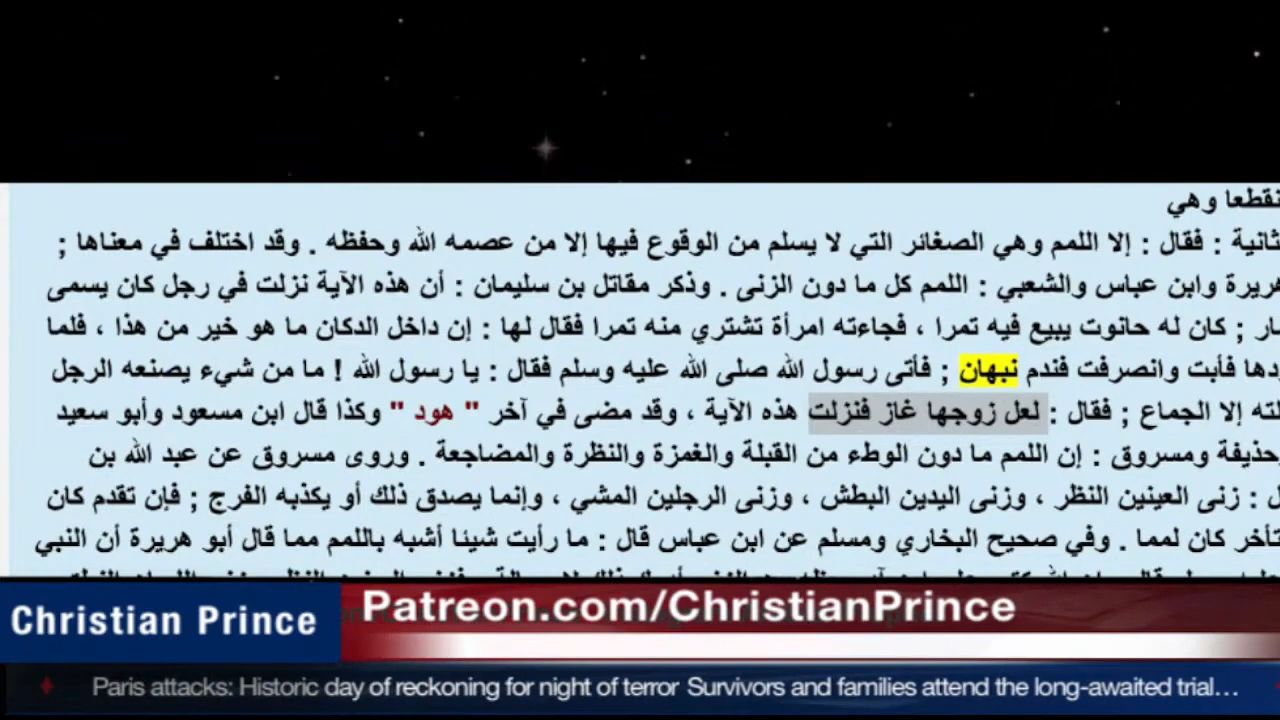 نقطعا وهي
ثانية : فقال : إلا اللمم وهي الصغائر التي لا يسلم من الوقوع فيها إلا من عصمه الله وحفظه . وقد اختلف في معناها ;
هريرة وابن عباس والشعبي : اللمم كل ما دون الزنى . وذكر مقاتل بن سليمان : أن هذه الآية نزلت في رجل كان يسمى
ار ; كان له حانوت يبيع فيه تمرا ، فجاءته امرأة تشتري منه تمرا فقال لها : إن داخل الدكان ما هو خير من هذا ، فلما
ودها فأبت وانصرفت فندم نبهان ; فأتى رسول الله صلى الله عليه وسلم فقال : يا رسول الله ! ما من شيء يصنعه الرجل
لته إلا الجماع ; فقال : لعل زوجها غاز فنزلت هذه الآية ، وقد مضى في آخر " هود " وكذا قال ابن مسعود وأبو سعيد
حذيفة ومسروق : إن اللمم ما دون الوطء من القبلة والغمزة والنظرة والمضاجعة . وروى مسروق عن عبد الله بن
ل : زنى العينين النظر ، وزنى اليدين البطش ، وزنى الرجلين المشي ، وإنما يصدق ذلك أو يكذبه الفرج ; فإن تقدم كان
تأخر كان لمما . وفي صحيح البخاري ومسلم عن ابن عباس قال : ما رأيت شيئا أشبه باللمم مما قال أبو هريرة أن النبي
Patreon.com/ChristianPrince
Christian Prince
Paris attacks: Historic day of reckoning for night of terror Survivors and families attend the long-awaited trial…